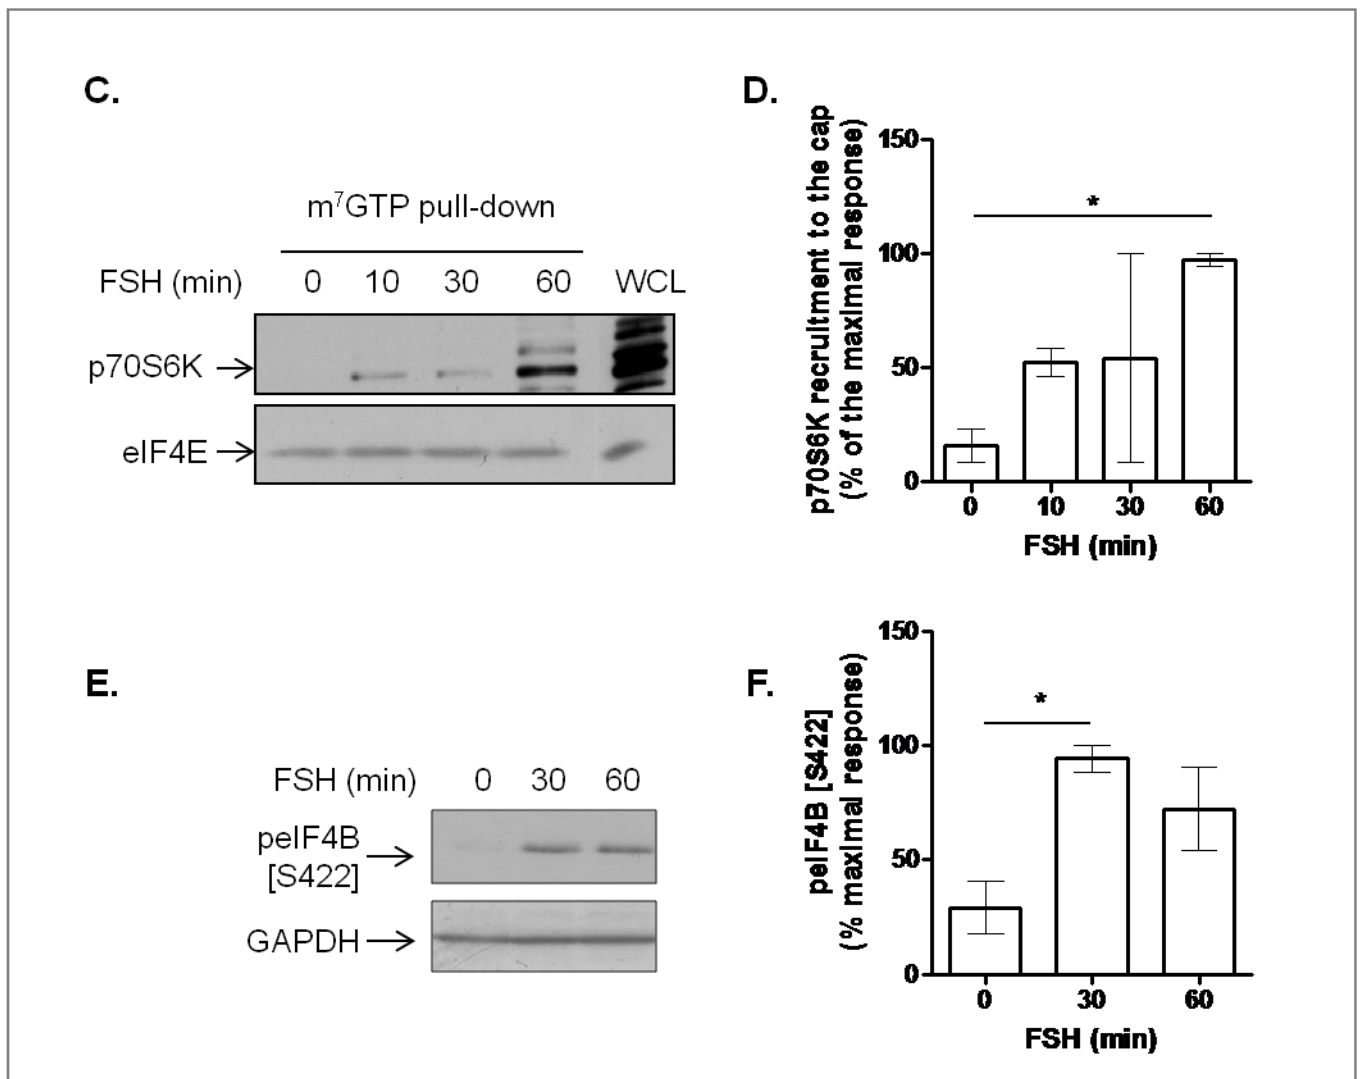 C.
m⁷GTP pull-down
FSH (min) 0 10 30 60 WCL
p70S6K
eIF4E
D.
p70S6K recruitment to the cap
(% of the maximal response)
150
100
50
0
*
0 10 30 60
FSH (min)
E.
FSH (min) 0 30 60
peIF4B
[S422]
GAPDH
F.
peIF4B [S422]
(% maximal response)
150
100
50
0
*
0 30 60
FSH (min)